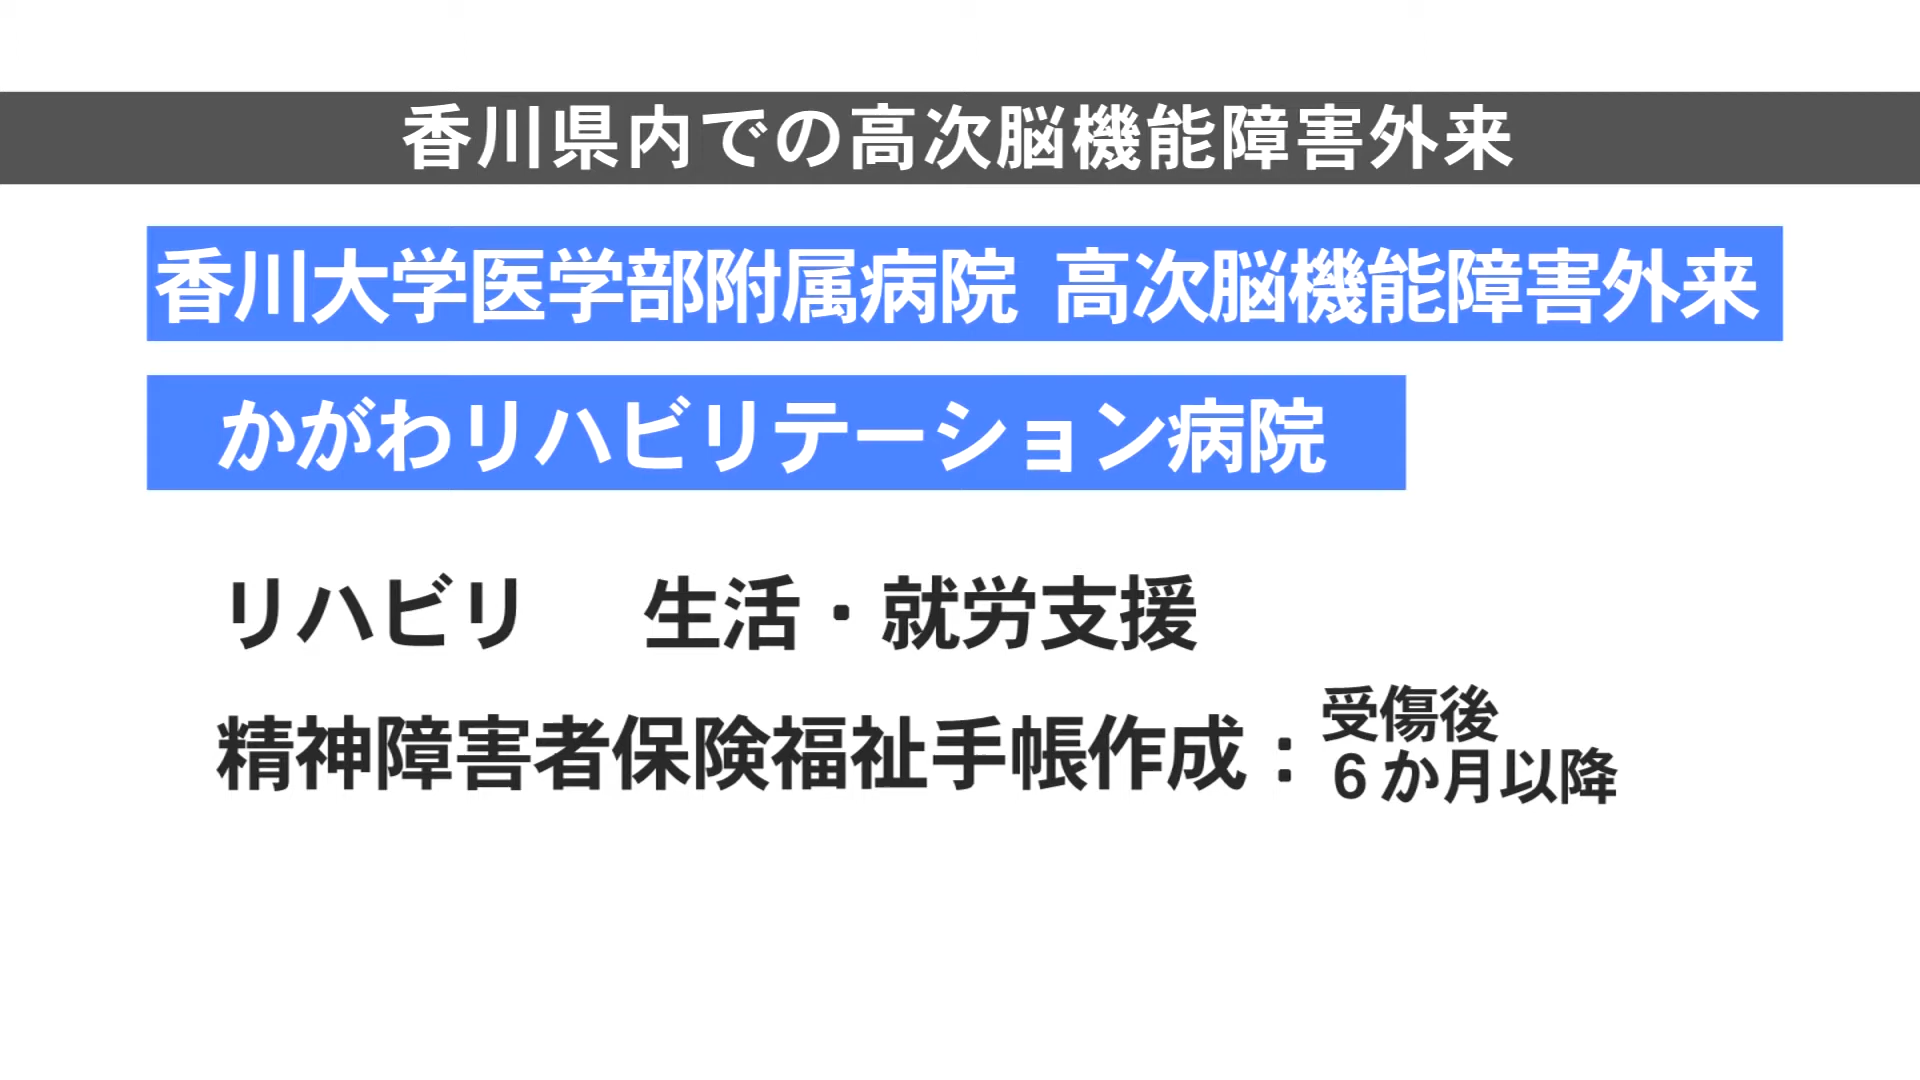 香川県内での高次脳機能障害外来
香川大学医学部附属病院 高次脳機能障害外来
かがわリハビリテーション病院
リハビリ　生活・就労支援
精神障害者保険福祉手帳作成：受傷後
６か月以降